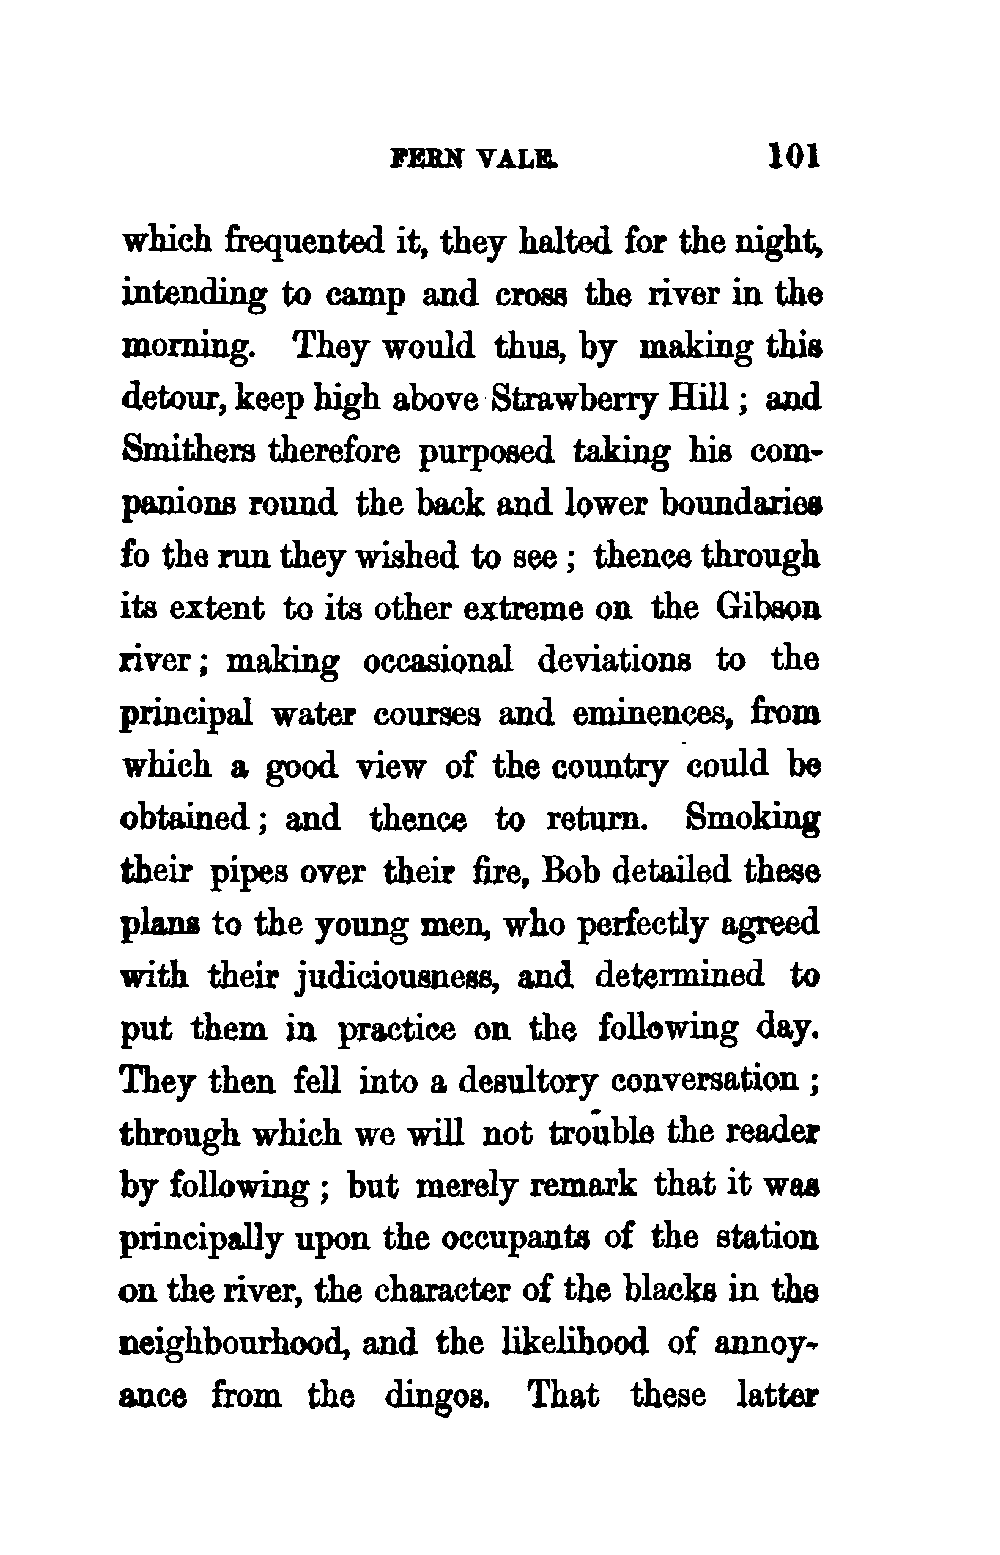 FERN VALE. 101
which frequented it, they halted for the night,
intending to camp and cross the river in the
morning. They would thus, by making this
detour, keep high above Strawberry Hill ; and
Smithers therefore purposed taking his com-
panions round the back and lower boundaries
fo the run they wished to see ; thence through
its extent to its other extreme on the Gibson
river ; making occasional deviations to the
principal water courses and eminences, from
which a good view of the country could be
obtained ; and thence to return. Smoking
their pipes over their fire, Bob detailed these
plans to the young men, who perfectly agreed
with their judiciousness, and determined to
put them in practice on the following day.
They then fell into a desultory conversation ;
through which we will not trouble the reader
by following ; but merely remark that it was
principally upon the occupants of the station
on the river, the character of the blacks in the
neighbourhood, and the likelihood of annoy-
ance from the dingos. That these latter